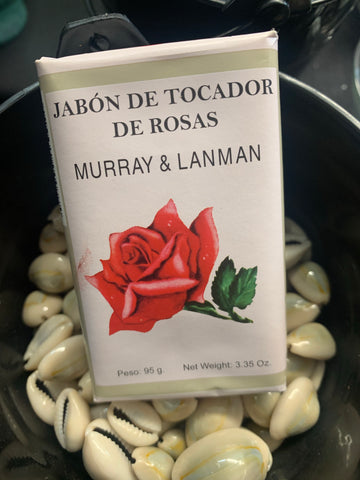 JABÓN DE TOCADOR
DE ROSAS
MURRAY & LANMAN
Peso: 95 g. Net Weight: 3.35 Oz.